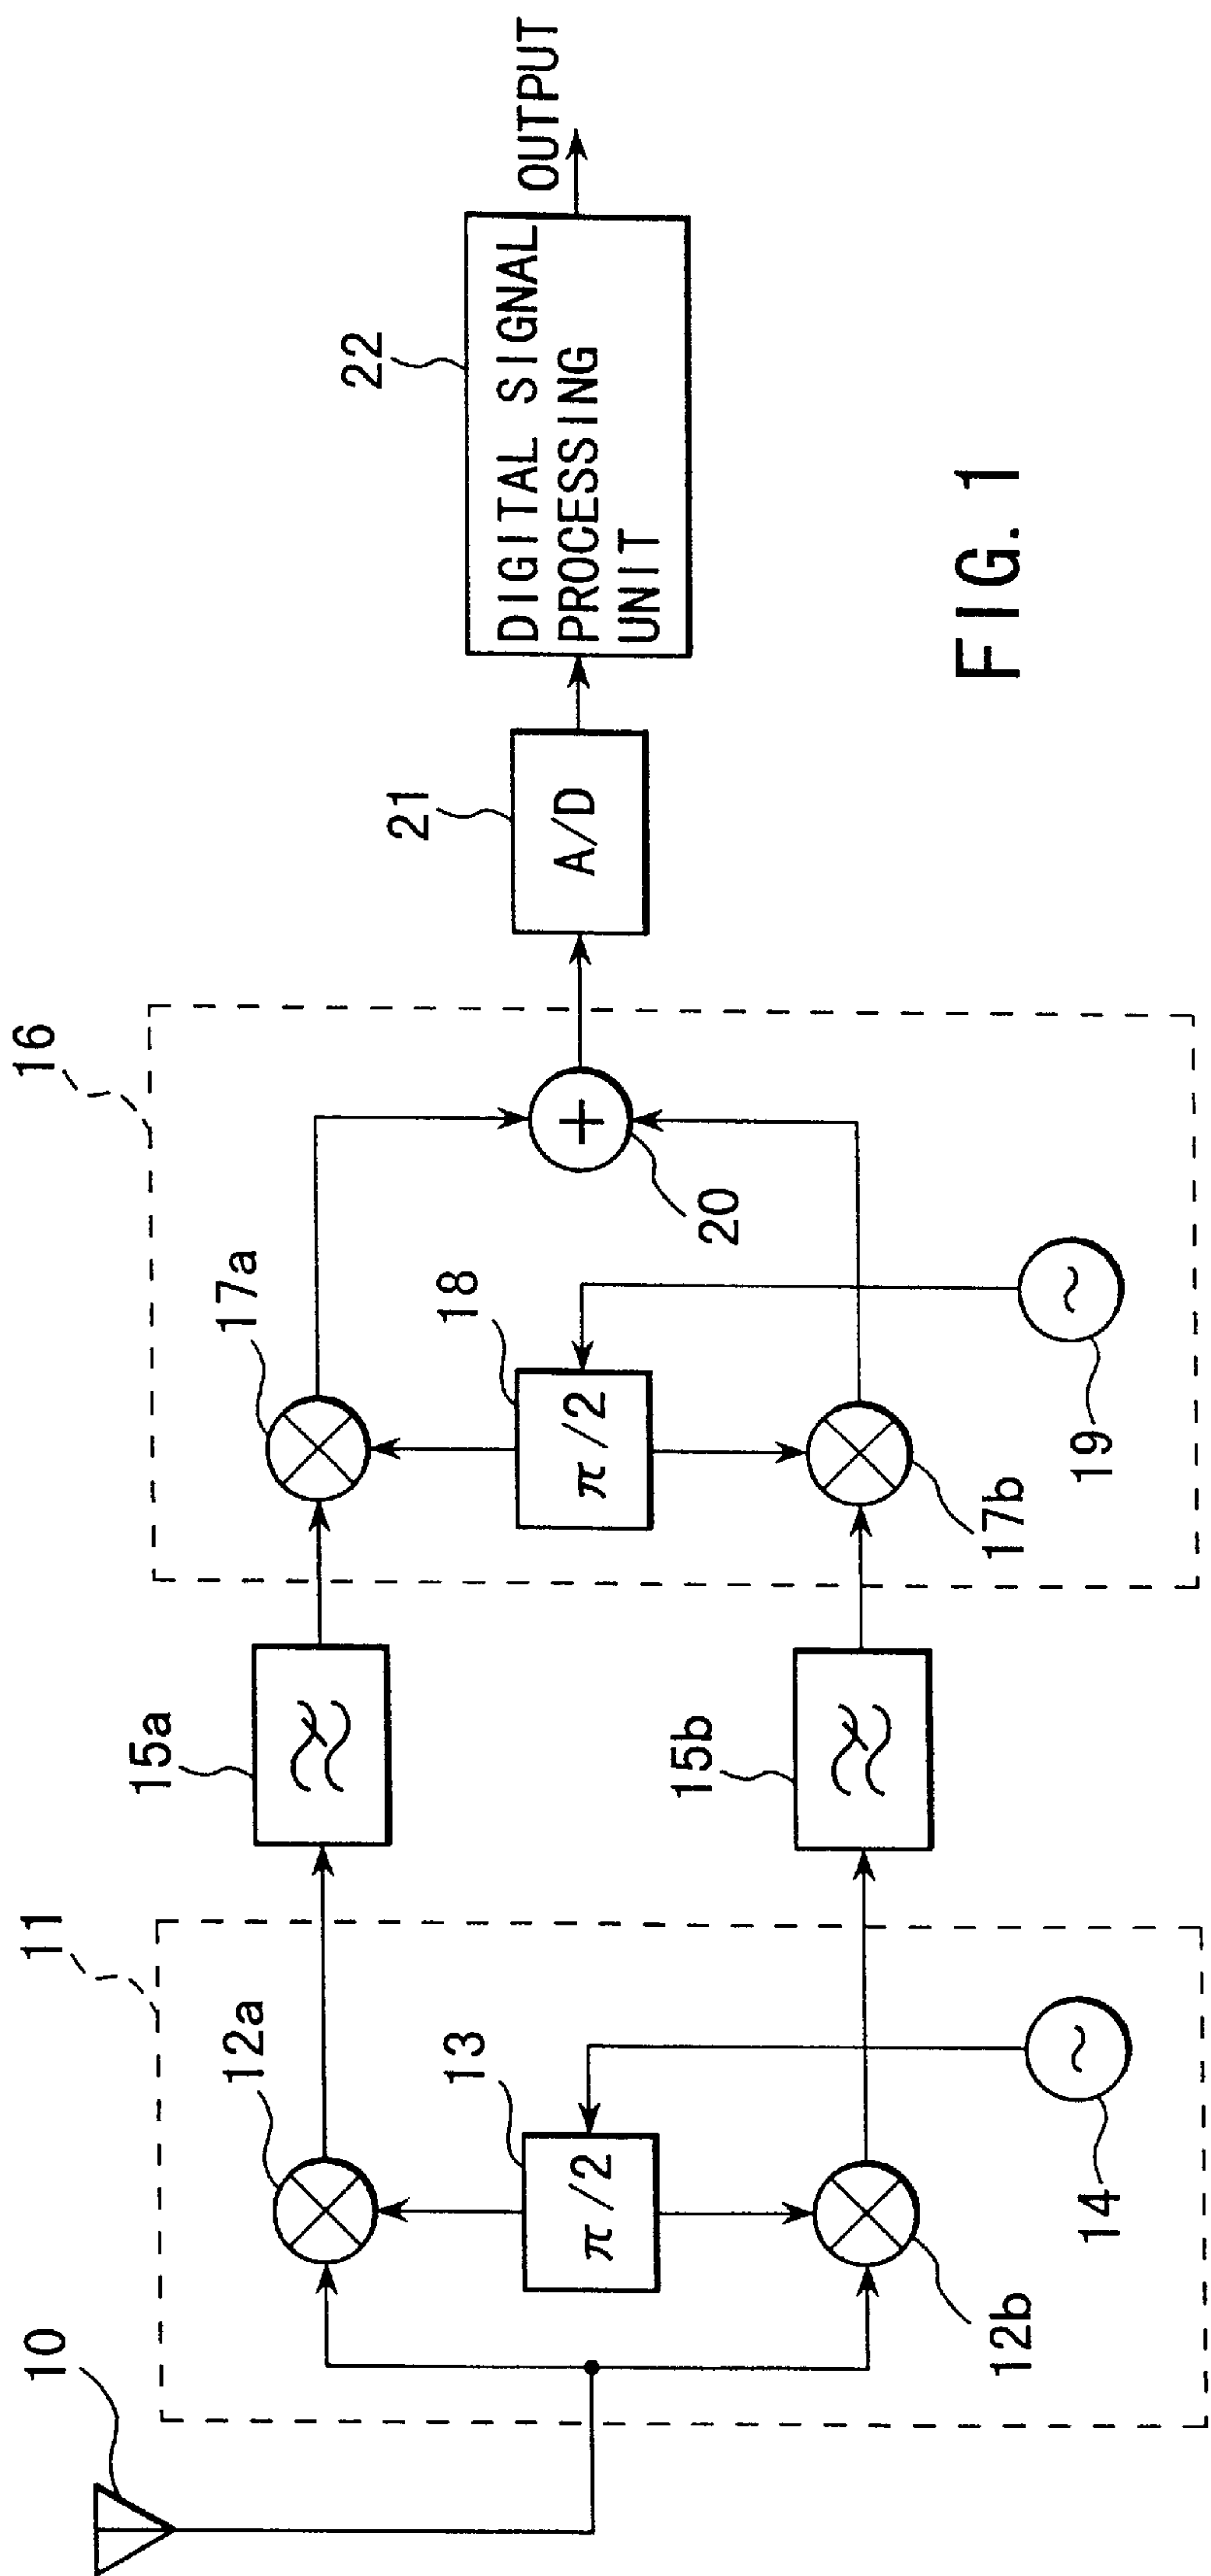 10
11
12a
13
π/2
12b
14
15a
15b
16
17a
18
π/2
17b
19
20
+
21
A/D
22
DIGITAL SIGNAL
PROCESSING
UNIT
OUTPUT
FIG. 1